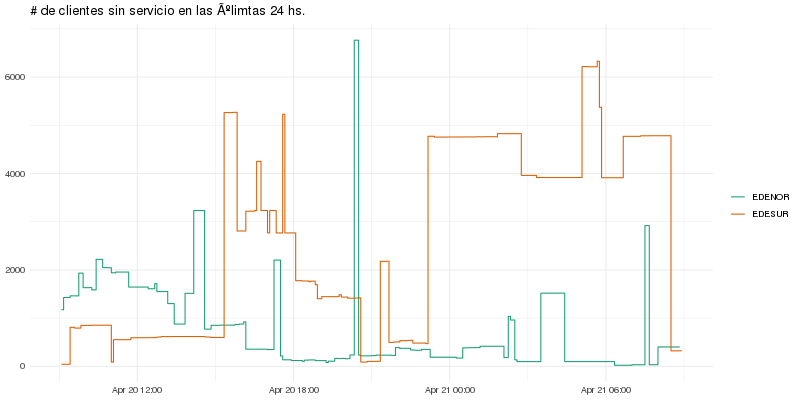 # de clientes sin servicio en las Ãºlimtas 24 hs.
6000
4000
2000
0
Apr 20 12:00
Apr 20 18:00
Apr 21 00:00
Apr 21 06:00
EDENOR
EDESUR